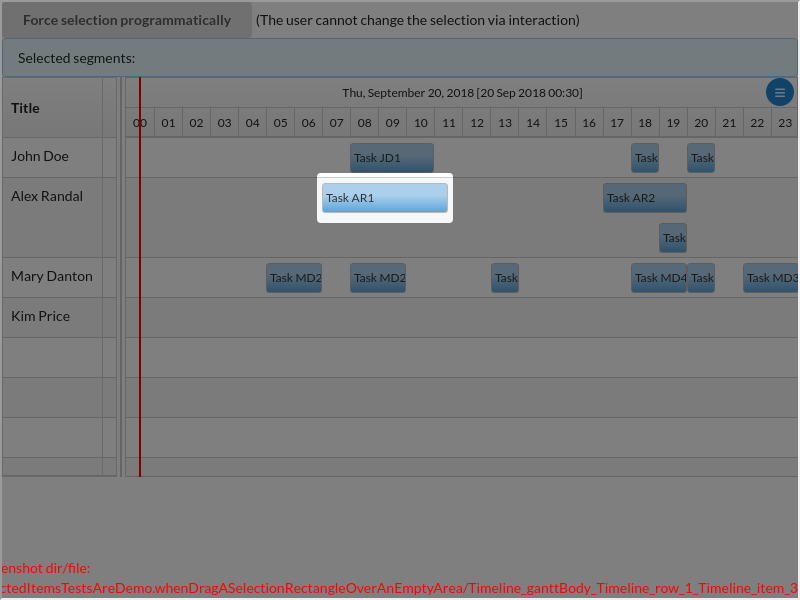 Force selection programmatically (The user cannot change the selection via interaction)
Selected segments:
Title
Thu, September 20, 2018 [20 Sep 2018 00:30]
00 01 02 03 04 05 06 07 08 09 10 11 12 13 14 15 16 17 18 19 20 21 22 23
John Doe Task JD1 Task Task
Alex Randal Task AR1 Task AR2
Task
Mary Danton Task MD2 Task MD2 Task Task MD4 Task Task MD3
Kim Price
enshot dir/file:
ctedItemsTestsAreDemo.whenDragASelectionRectangleOverAnEmptyArea/Timeline_ganttBody_Timeline_row_1_Timeline_item_3